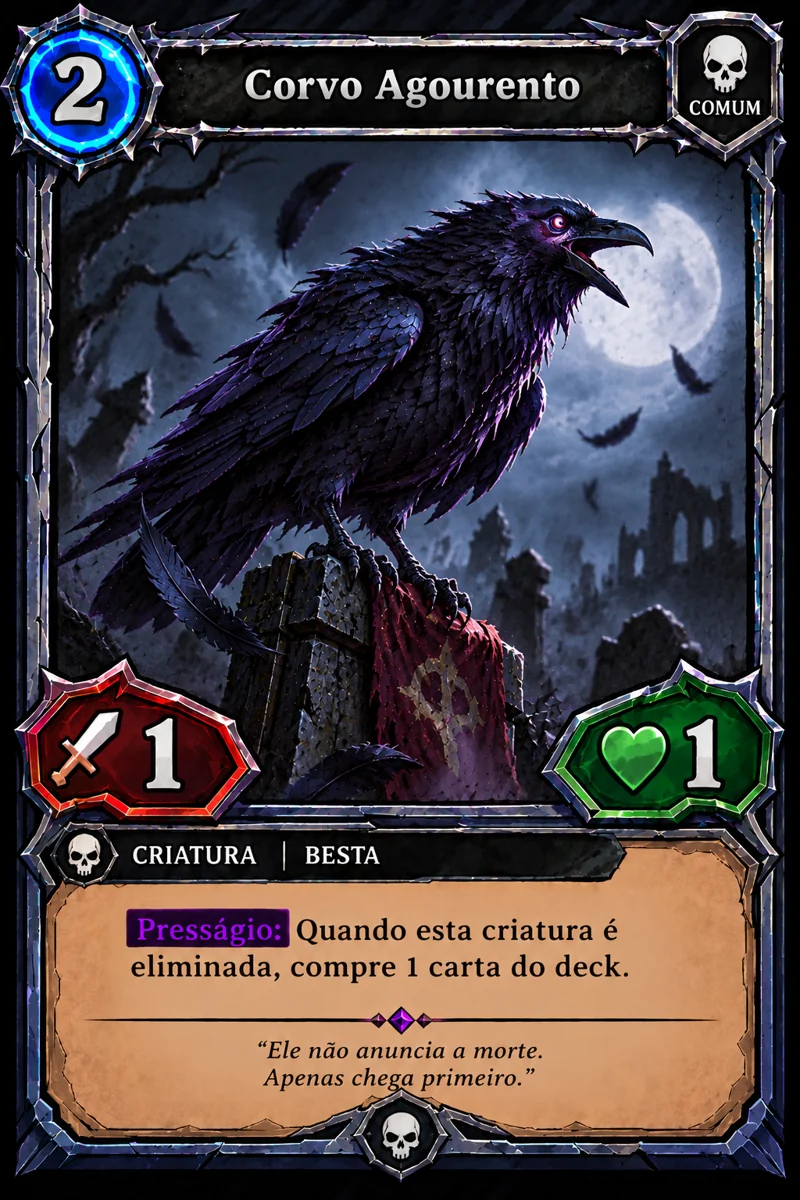 2
Corvo Agourento
COMUM
1
1
CRIATURA | BESTA
Pressságio: Quando esta criatura é
eliminada, compre 1 carta do deck.
“Ele não anuncia a morte.
Apenas chega primeiro.”